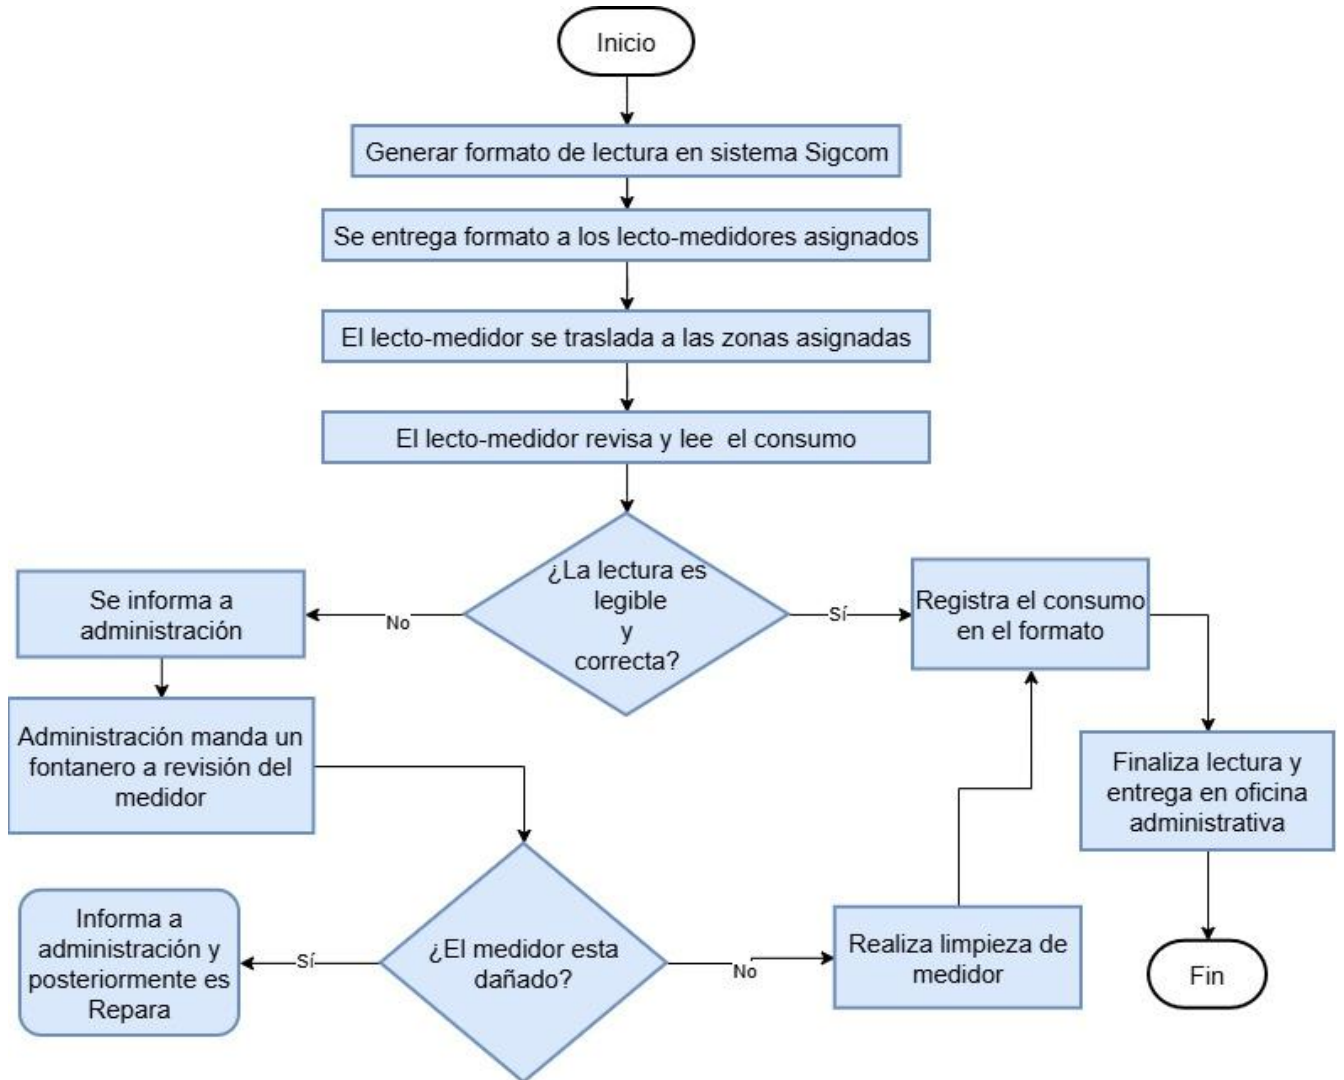 Inicio
Generar formato de lectura en sistema Sigcom
Se entrega formato a los lecto-medidores asignados
El lecto-medidor se traslada a las zonas asignadas
El lecto-medidor revisa y lee  el consumo
¿La lectura es
legible
y
correcta?
No
Sí
Se informa a
administración
Registra el consumo
en el formato
Administración manda un
fontanero a revisión del
medidor
Finaliza lectura y
entrega en oficina
administrativa
¿El medidor esta
dañado?
Sí
No
Informa a
administración y
posteriormente es
Repara
Realiza limpieza de
medidor
Fin